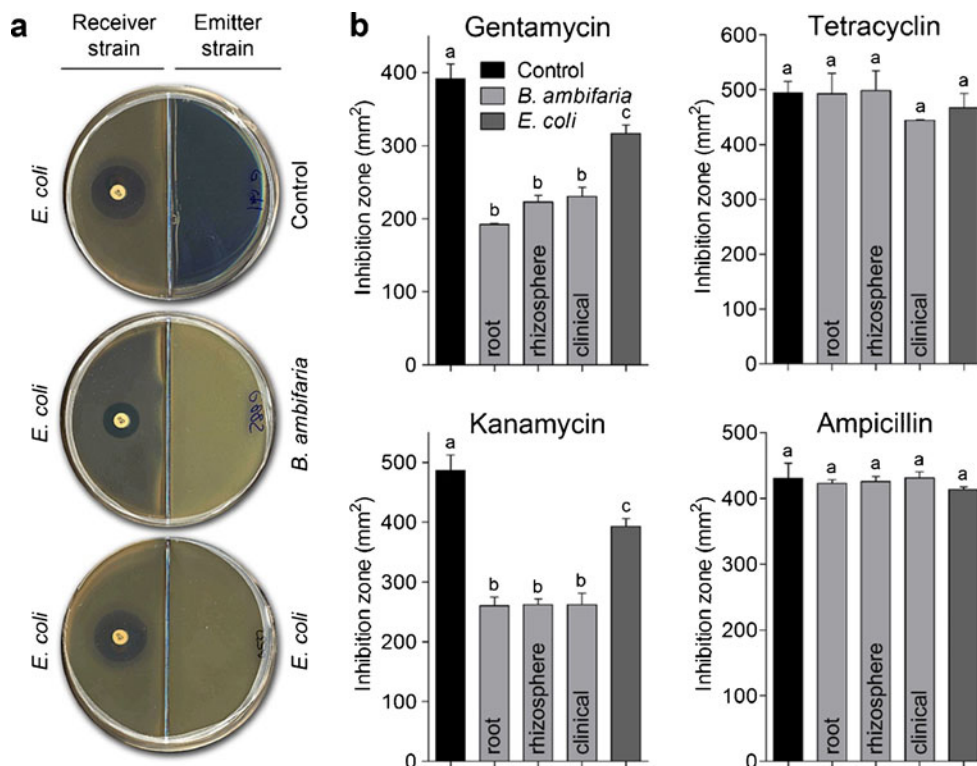 a
Receiver strain
Emitter strain
E. coli
Control
E. coli
B. ambifaria
E. coli
E. coli
b
Gentamycin
Inhibition zone (mm²)
400
300
200
100
0
a
b
b
b
c
Control
B. ambifaria
E. coli
root
rhizosphere
clinical
Tetracyclin
Inhibition zone (mm²)
600
500
400
300
200
100
0
a
a
a
a
a
root
rhizosphere
clinical
Kanamycin
Inhibition zone (mm²)
500
400
300
200
100
0
a
b
b
b
c
root
rhizosphere
clinical
Ampicillin
Inhibition zone (mm²)
500
400
300
200
100
0
a
a
a
a
a
root
rhizosphere
clinical